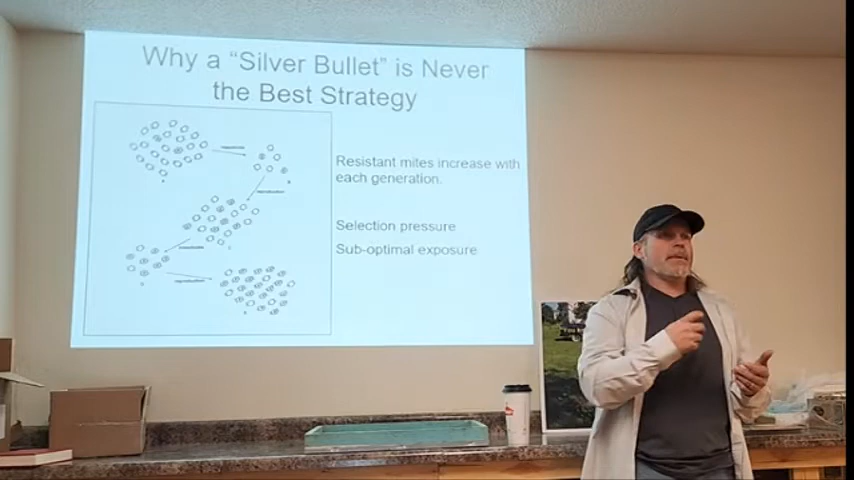 Why a “Silver Bullet” is Never
the Best Strategy
Resistant mites increase with
each generation.
Selection pressure
Sub-optimal exposure